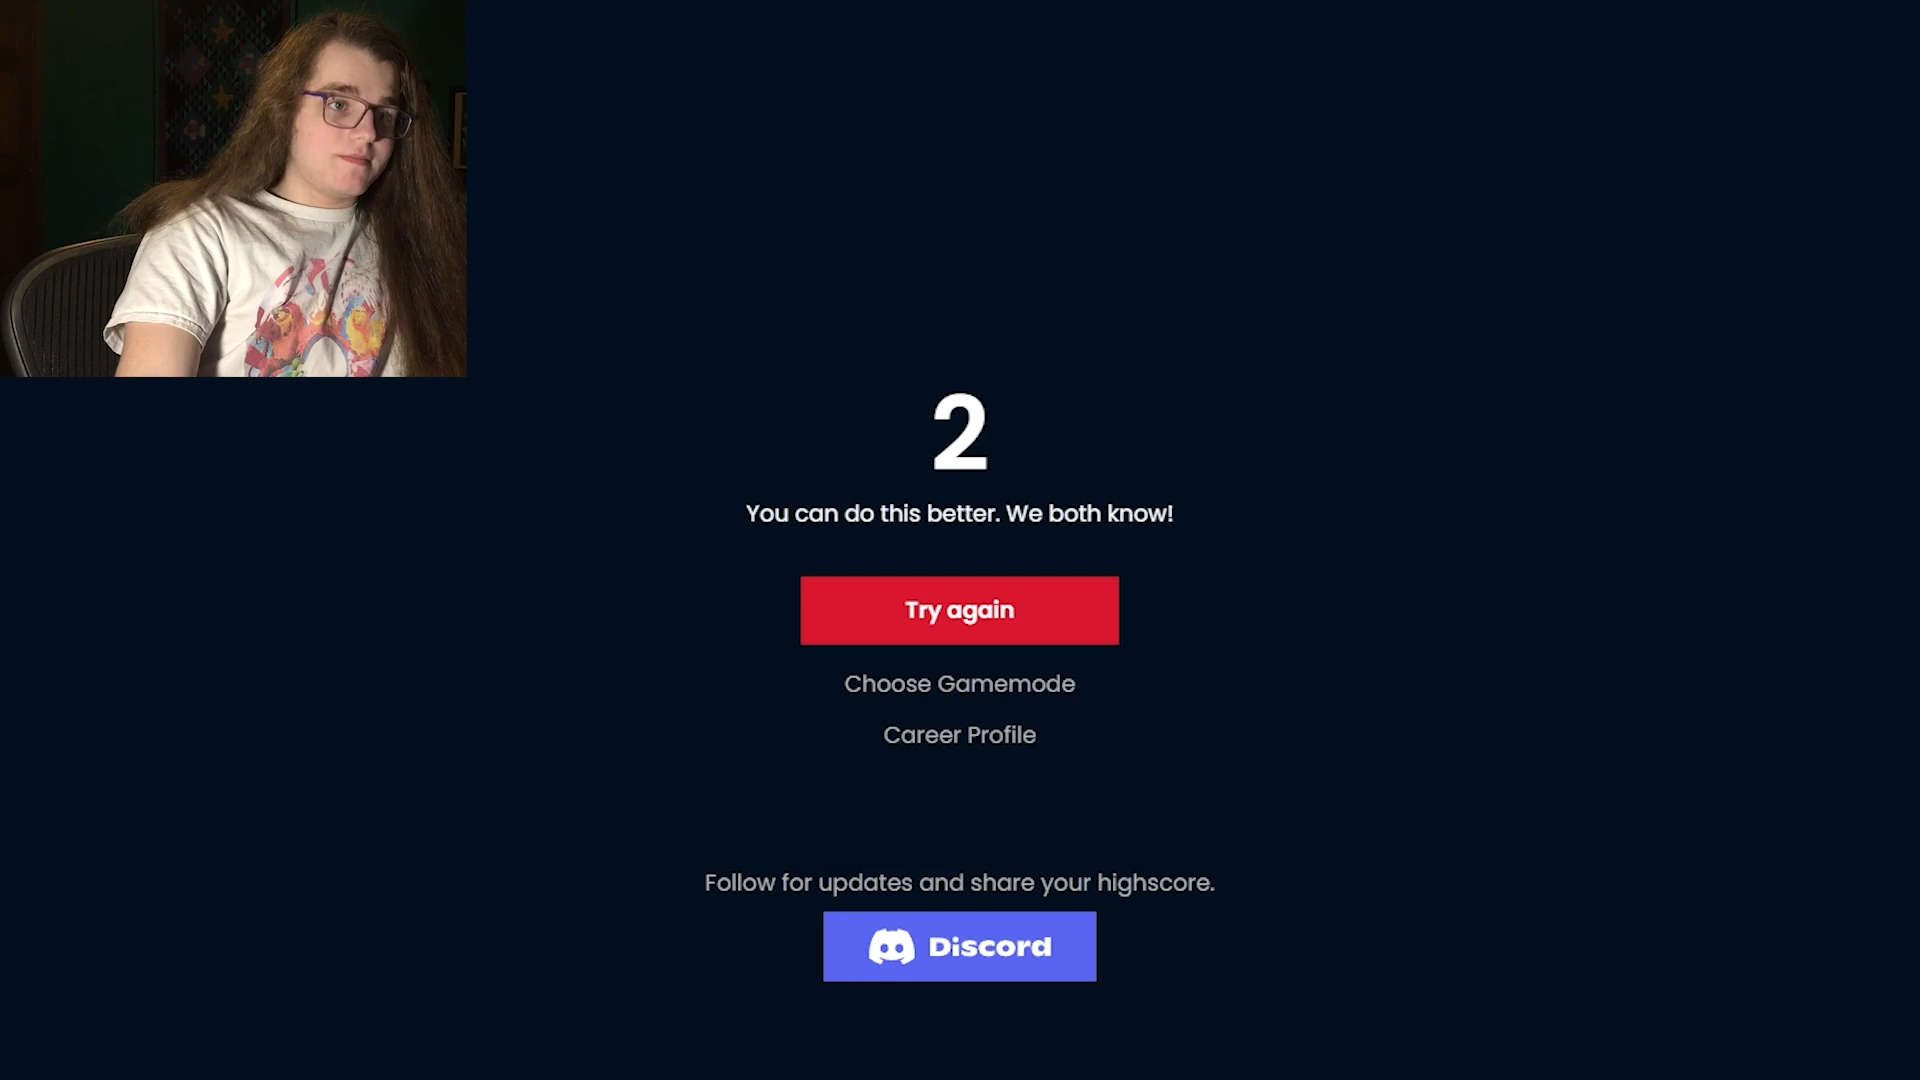 2
You can do this better. We both know!
Try again
Choose Gamemode
Career Profile
Follow for updates and share your highscore.
Discord